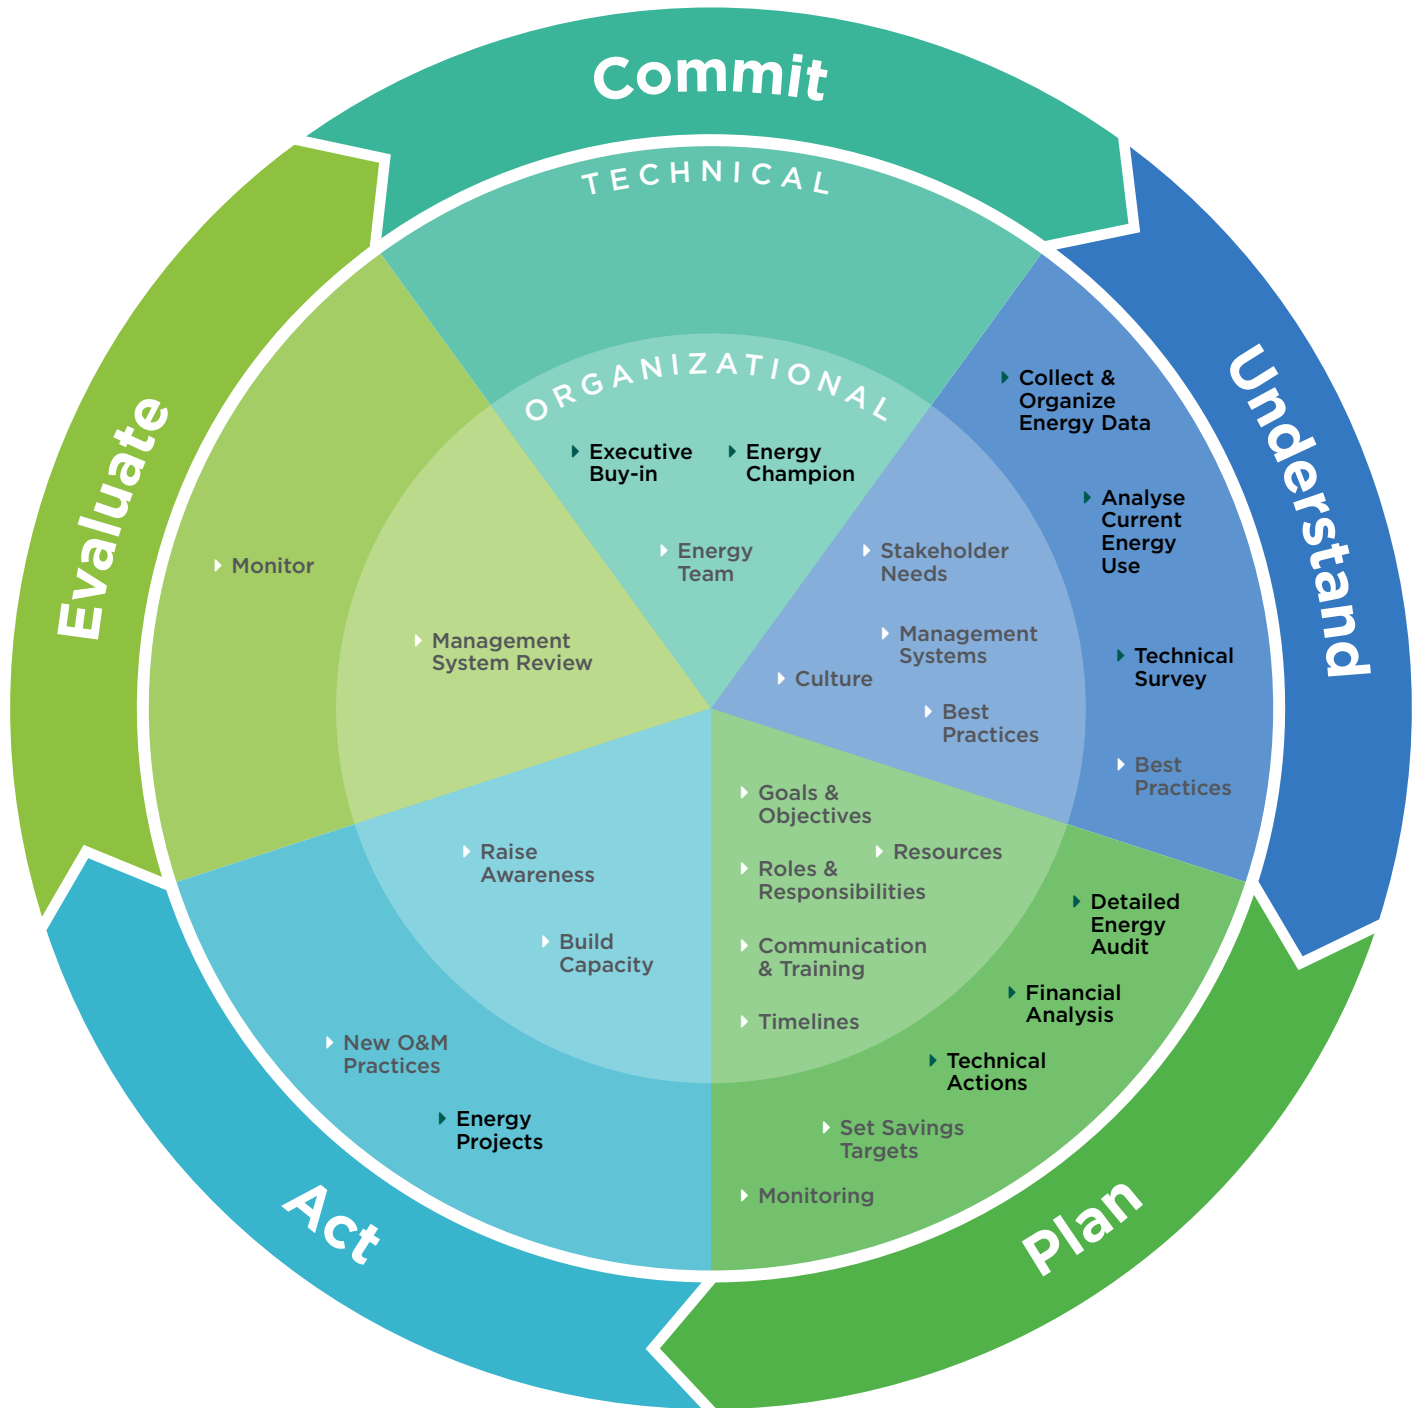 Commit
TECHNICAL
ORGANIZATIONAL
Executive
Buy-in
Energy
Champion
Energy
Team
Understand
Collect &
Organize
Energy Data
Analyse
Current
Energy
Use
Technical
Survey
Best
Practices
Stakeholder
Needs
Management
Systems
Culture
Best
Practices
Plan
Goals &
Objectives
Resources
Roles &
Responsibilities
Communication
& Training
Timelines
Detailed
Energy
Audit
Financial
Analysis
Technical
Actions
Set Savings
Targets
Monitoring
Act
Raise
Awareness
Build
Capacity
New O&M
Practices
Energy
Projects
Evaluate
Monitor
Management
System Review